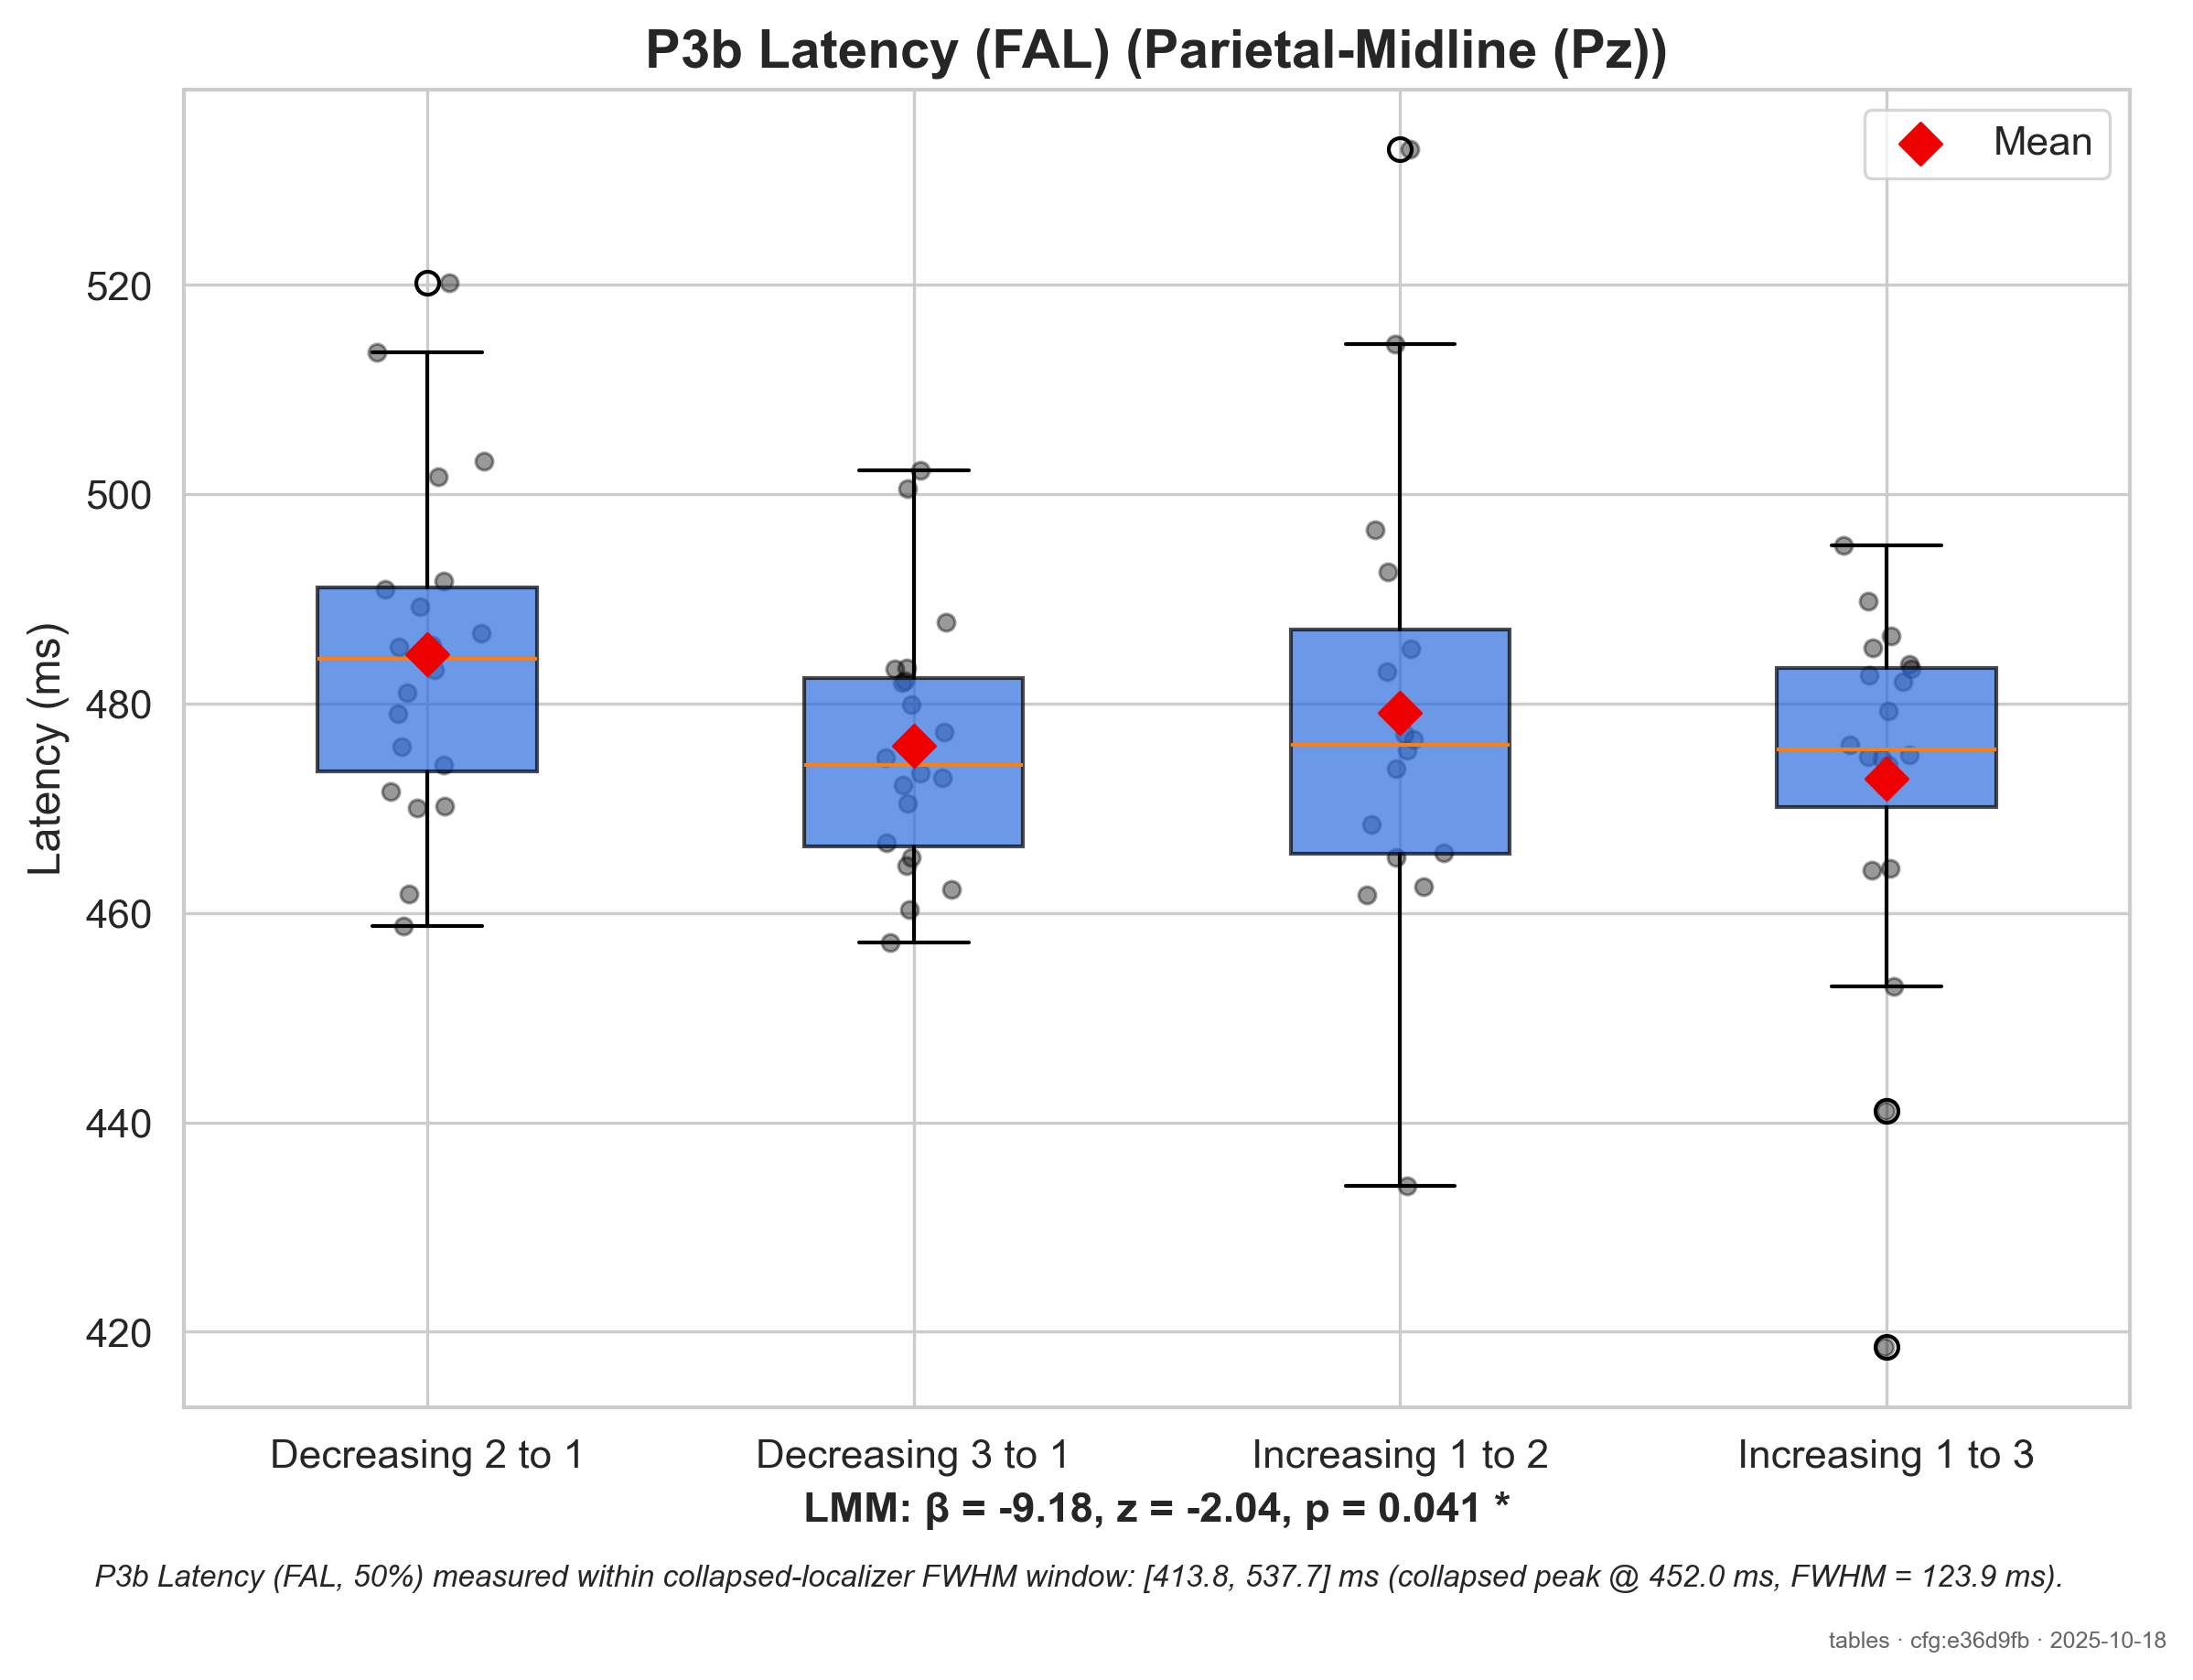 P3b Latency (FAL) (Parietal-Midline (Pz))
Mean
Latency (ms)
520
500
480
460
440
420
Decreasing 2 to 1
Decreasing 3 to 1
Increasing 1 to 2
Increasing 1 to 3
LMM: β = -9.18, z = -2.04, p = 0.041 *
P3b Latency (FAL, 50%) measured within collapsed-localizer FWHM window: [413.8, 537.7] ms (collapsed peak @ 452.0 ms, FWHM = 123.9 ms).
tables · cfg:e36d9fb · 2025-10-18